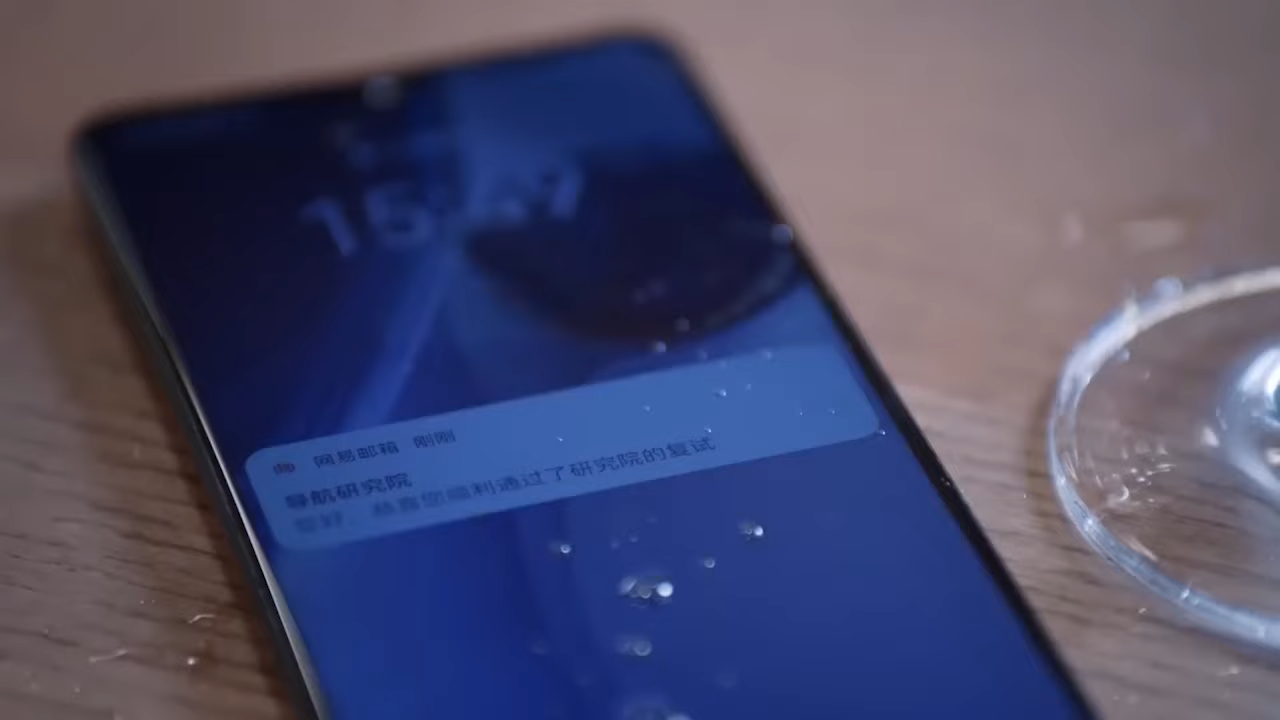 网易邮箱 刚刚
导航研究院
您好，恭喜您顺利通过了研究院的复试